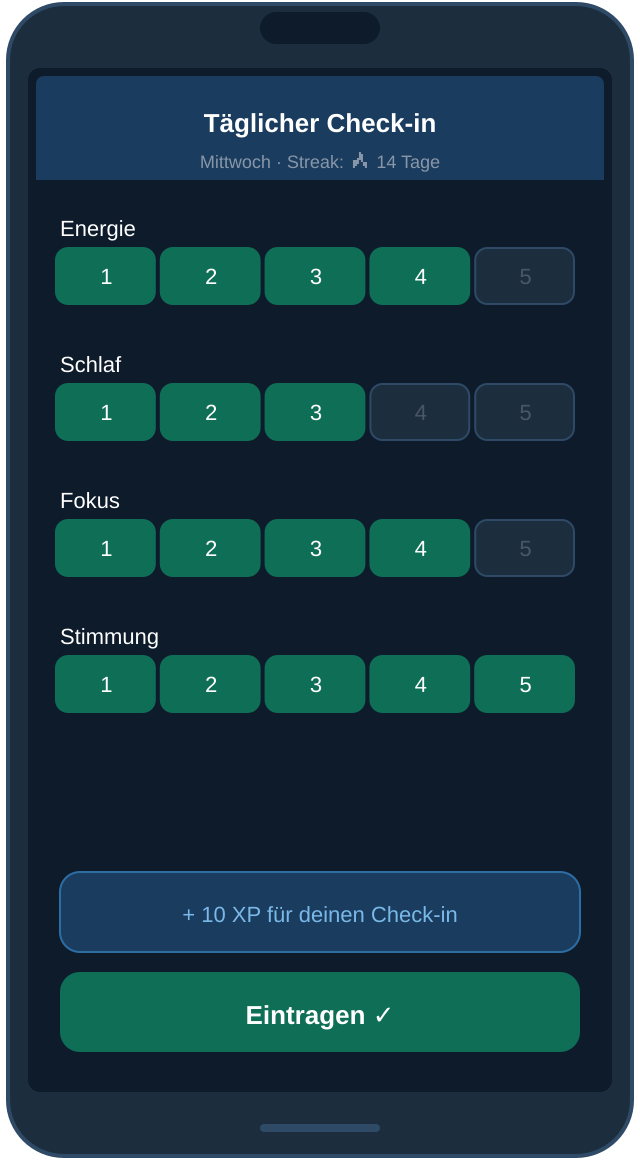 Täglicher Check-in
Mittwoch · Streak: 14 Tage
Energie
1 2 3 4 5
Schlaf
1 2 3 4 5
Fokus
1 2 3 4 5
Stimmung
1 2 3 4 5
+ 10 XP für deinen Check-in
Eintragen ✓